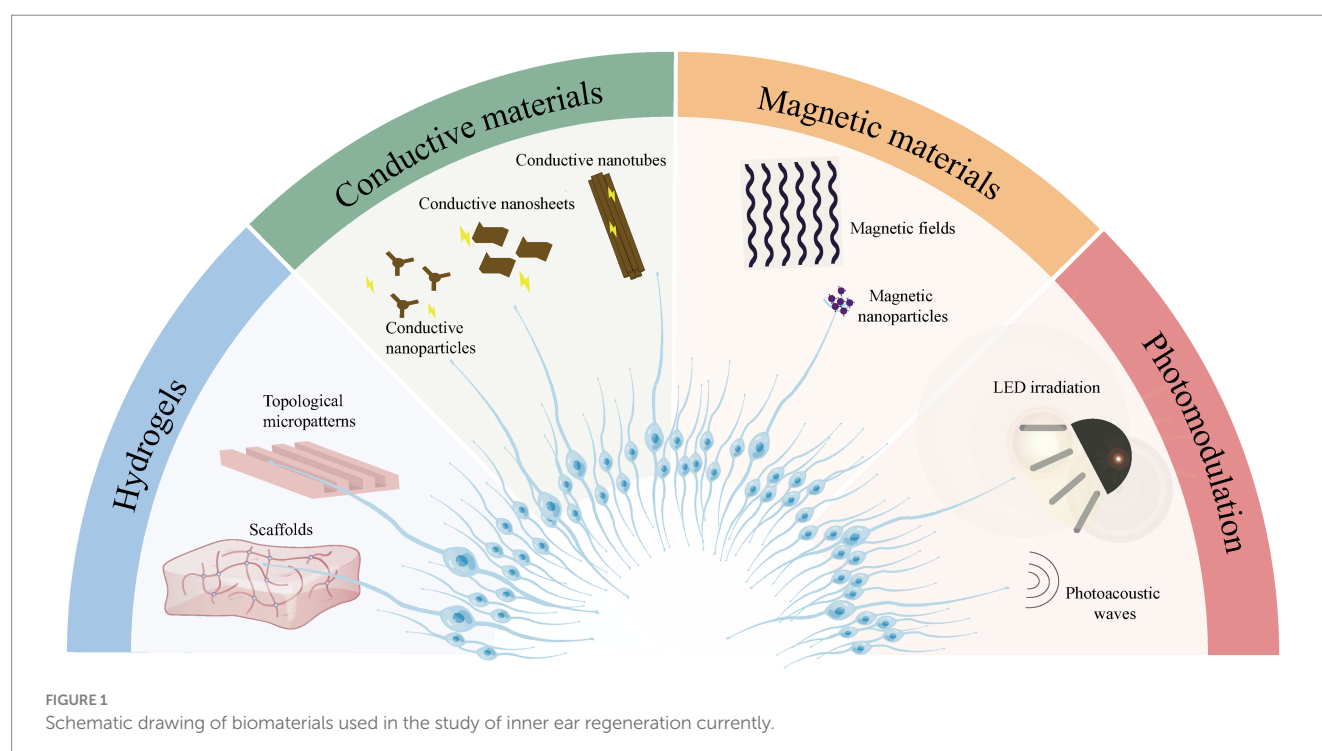 Hydrogels
Conductive materials
Magnetic materials
Photomodulation
Topological
micropatterns
Scaffolds
Conductive nanotubes
Conductive nanosheets
Conductive
nanoparticles
Magnetic fields
Magnetic
nanoparticles
LED irradiation
Photoacoustic
waves
FIGURE 1
Schematic drawing of biomaterials used in the study of inner ear regeneration currently.